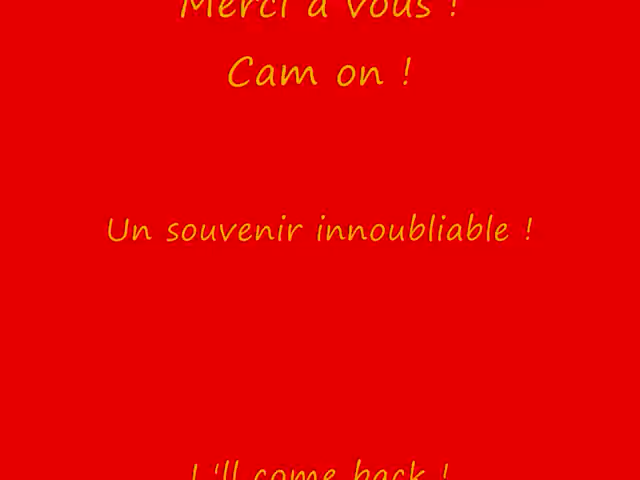 Merci à vous !
Cam on !
Un souvenir innoubliable !
I'll come back !